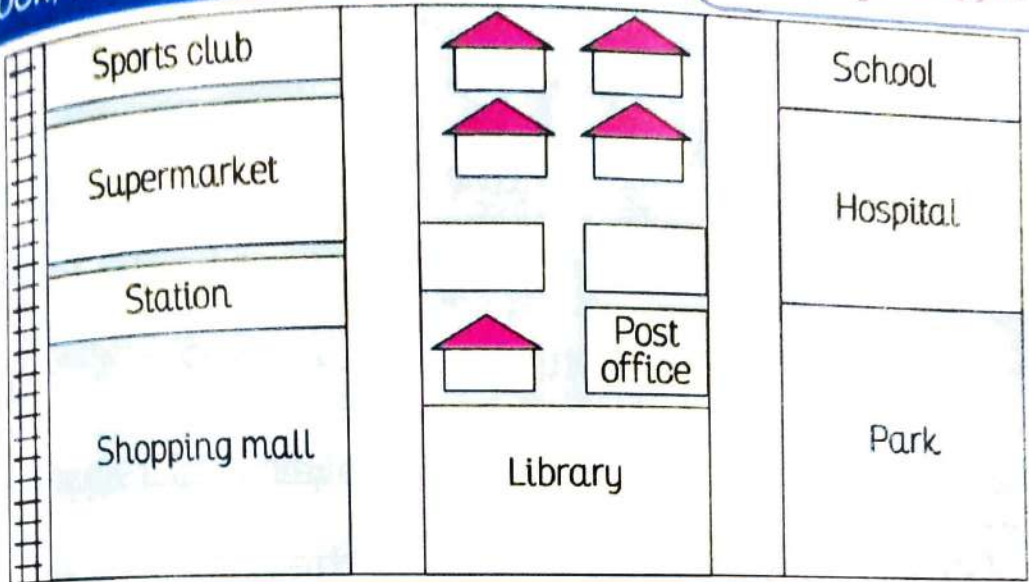 Sports club
School
Supermarket
Hospital
Station
Post
office
Shopping mall
Library
Park